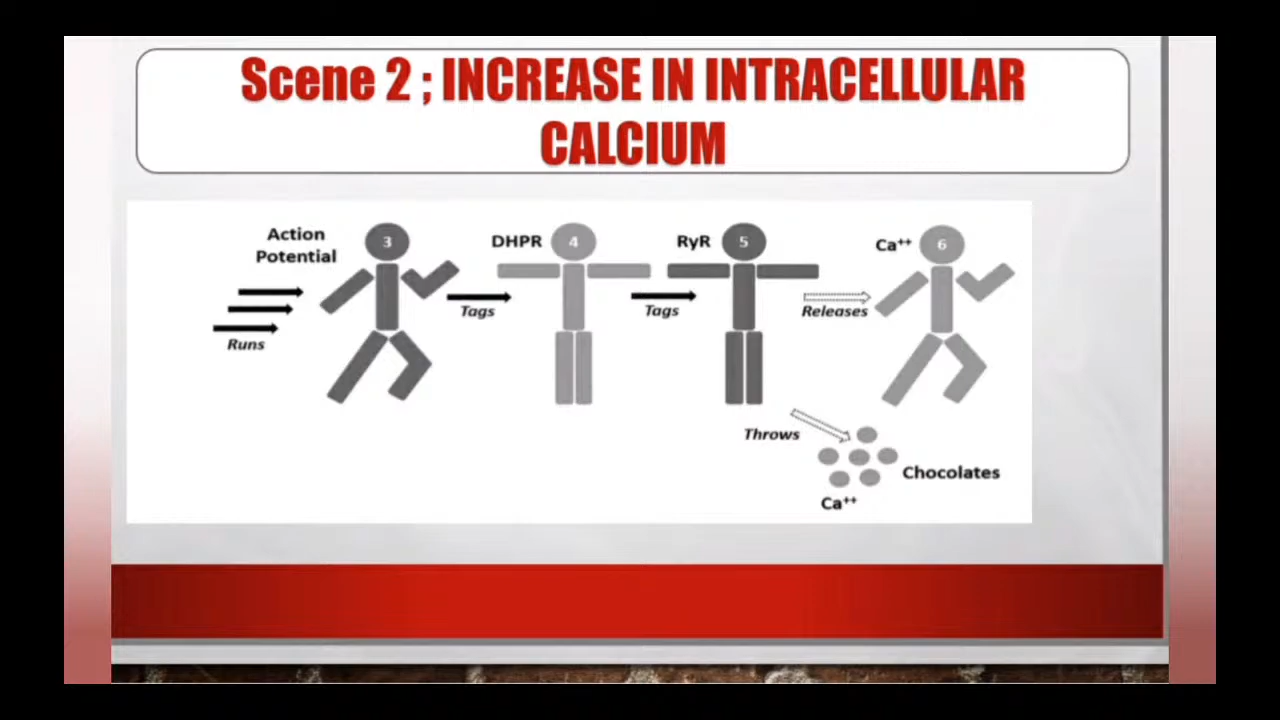 Scene 2 ; INCREASE IN INTRACELLULAR
CALCIUM
Action
Potential
3
DHPR
4
RyR
5
Ca⁺⁺
6
Runs
Tags
Tags
Releases
Throws
Chocolates
Ca⁺⁺